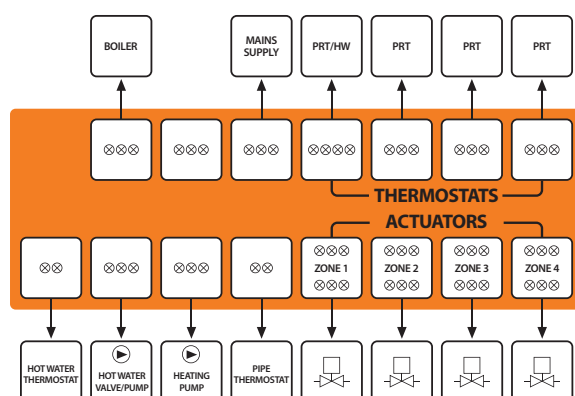 BOILER
MAINS
SUPPLY
PRT/HW
PRT
PRT
PRT
THERMOSTATS
ACTUATORS
ZONE 1
ZONE 2
ZONE 3
ZONE 4
HOT WATER
THERMOSTAT
HOT WATER
VALVE/PUMP
HEATING
PUMP
PIPE
THERMOSTAT